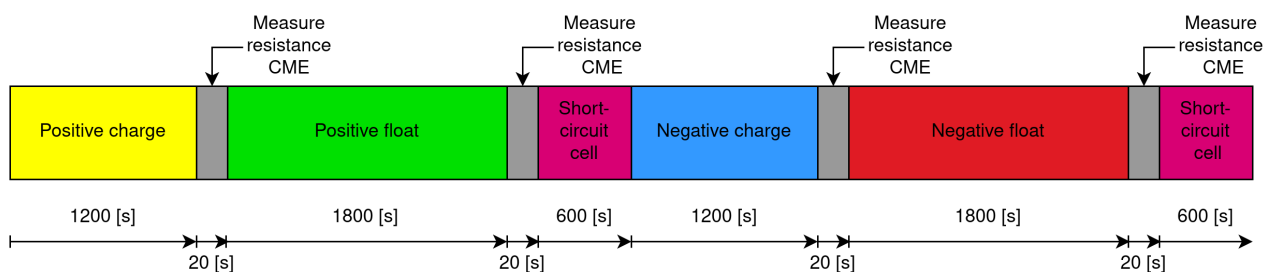 Measure
resistance
CME
Measure
resistance
CME
Measure
resistance
CME
Measure
resistance
CME
Positive charge
Positive float
Short-
circuit
cell
Negative charge
Negative float
Short-
circuit
cell
1200 [s]
1800 [s]
600 [s]
1200 [s]
1800 [s]
600 [s]
20 [s]
20 [s]
20 [s]
20 [s]